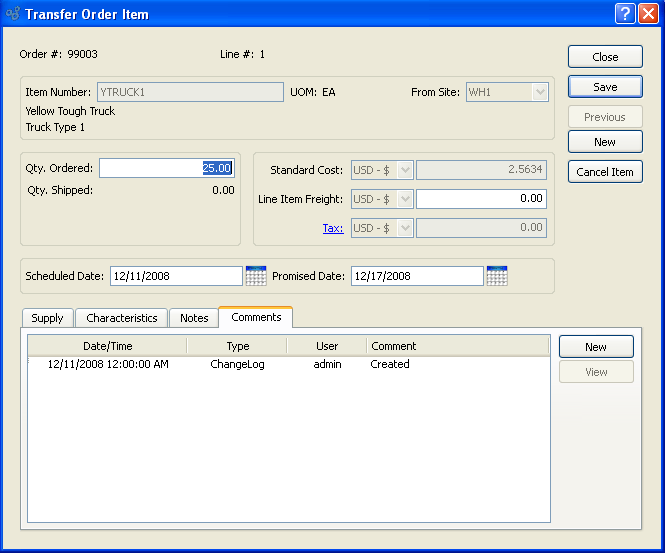 Transfer Order Item
Order #: 99003 Line #: 1
Close
Item Number: YTRUCK1 UOM: EA From Site: WH1
Save
Yellow Tough Truck
Truck Type 1
Previous
New
Cancel Item
Qty. Ordered: 25.00
Qty. Shipped: 0.00
Standard Cost: USD - $ 2.5634
Line Item Freight: USD - $ 0.00
Tax: USD - $ 0.00
Scheduled Date: 12/11/2008 Promised Date: 12/17/2008
Supply Characteristics Notes Comments
Date/Time Type User Comment
12/11/2008 12:00:00 AM ChangeLog admin Created
New
View